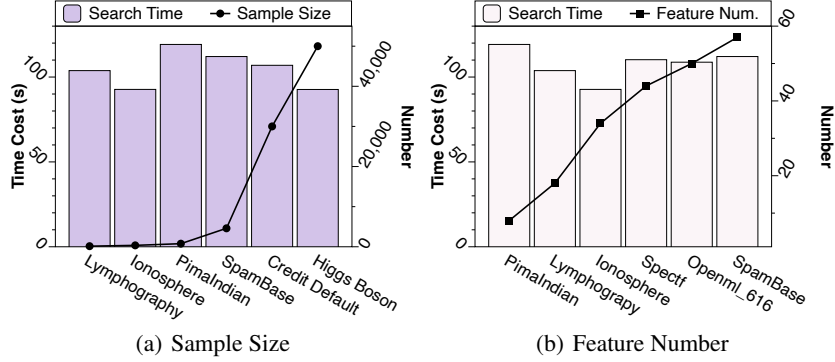 Search Time Sample Size
Time Cost (s)
0
50
100
Number
0
20,000
40,000
Lymphography
Ionosphere
PimaIndian
SpamBase
Credit Default
Higgs Boson
(a) Sample Size
Search Time Feature Num.
Time Cost (s)
0
50
100
Number
20
40
60
PimaIndian
Lymphograpy
Ionosphere
Spectf
Openml_616
SpamBase
(b) Feature Number